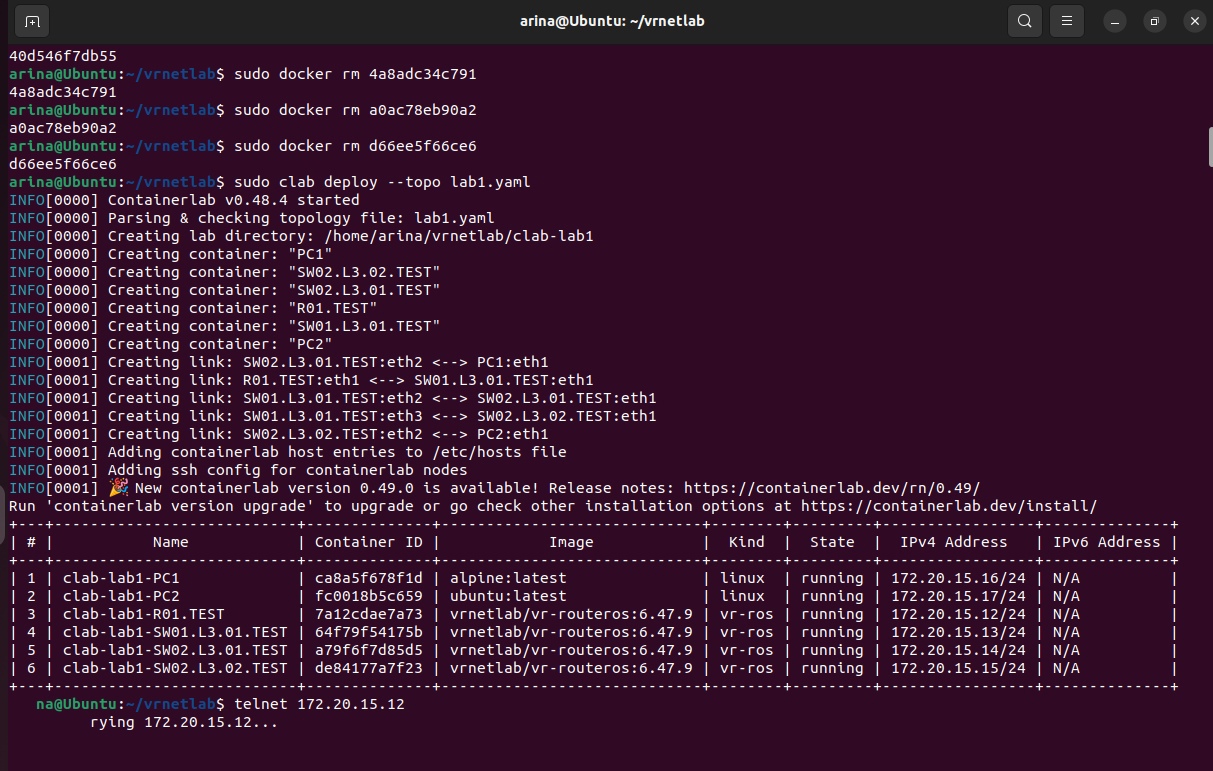 arina@Ubuntu: ~/vrnetlab
40d546f7db55
arina@Ubuntu:~/vrnetlab$ sudo docker rm 4a8adc34c791
4a8adc34c791
arina@Ubuntu:~/vrnetlab$ sudo docker rm a0ac78eb90a2
a0ac78eb90a2
arina@Ubuntu:~/vrnetlab$ sudo docker rm d66ee5f66ce6
d66ee5f66ce6
arina@Ubuntu:~/vrnetlab$ sudo clab deploy --topo lab1.yaml
INFO[0000] Containerlab v0.48.4 started
INFO[0000] Parsing & checking topology file: lab1.yaml
INFO[0000] Creating lab directory: /home/arina/vrnetlab/clab-lab1
INFO[0000] Creating container: "PC1"
INFO[0000] Creating container: "SW02.L3.02.TEST"
INFO[0000] Creating container: "SW02.L3.01.TEST"
INFO[0000] Creating container: "R01.TEST"
INFO[0000] Creating container: "SW01.L3.01.TEST"
INFO[0000] Creating container: "PC2"
INFO[0001] Creating link: SW02.L3.01.TEST:eth2 <--> PC1:eth1
INFO[0001] Creating link: R01.TEST:eth1 <--> SW01.L3.01.TEST:eth1
INFO[0001] Creating link: SW01.L3.01.TEST:eth2 <--> SW02.L3.01.TEST:eth1
INFO[0001] Creating link: SW01.L3.01.TEST:eth3 <--> SW02.L3.02.TEST:eth1
INFO[0001] Creating link: SW02.L3.02.TEST:eth2 <--> PC2:eth1
INFO[0001] Adding containerlab host entries to /etc/hosts file
INFO[0001] Adding ssh config for containerlab nodes
INFO[0001] 🎉 New containerlab version 0.49.0 is available! Release notes: https://containerlab.dev/rn/0.49/
Run 'containerlab version upgrade' to upgrade or go check other installation options at https://containerlab.dev/install/
+---+---------------------------+--------------+-----------------------------+--------+---------+-----------------+--------------+
| # | Name | Container ID | Image | Kind | State | IPv4 Address | IPv6 Address |
+---+---------------------------+--------------+-----------------------------+--------+---------+-----------------+--------------+
| 1 | clab-lab1-PC1 | ca8a5f678f1d | alpine:latest | linux | running | 172.20.15.16/24 | N/A |
| 2 | clab-lab1-PC2 | fc0018b5c659 | ubuntu:latest | linux | running | 172.20.15.17/24 | N/A |
| 3 | clab-lab1-R01.TEST | 7a12cdae7a73 | vrnetlab/vr-routeros:6.47.9 | vr-ros | running | 172.20.15.12/24 | N/A |
| 4 | clab-lab1-SW01.L3.01.TEST | 64f79f54175b | vrnetlab/vr-routeros:6.47.9 | vr-ros | running | 172.20.15.13/24 | N/A |
| 5 | clab-lab1-SW02.L3.01.TEST | a79f6f7d85d5 | vrnetlab/vr-routeros:6.47.9 | vr-ros | running | 172.20.15.14/24 | N/A |
| 6 | clab-lab1-SW02.L3.02.TEST | de84177a7f23 | vrnetlab/vr-routeros:6.47.9 | vr-ros | running | 172.20.15.15/24 | N/A |
+---+---------------------------+--------------+-----------------------------+--------+---------+-----------------+--------------+
na@Ubuntu:~/vrnetlab$ telnet 172.20.15.12
rying 172.20.15.12...